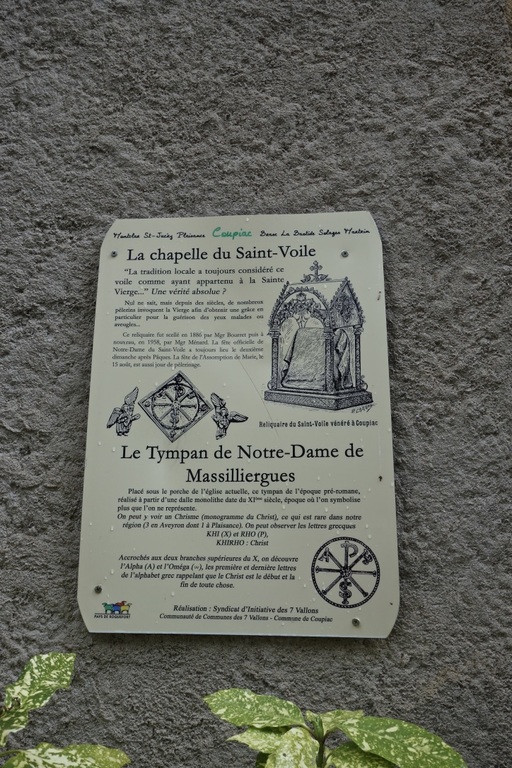 Montclar St-Juéry Plaisance Coupiac Brasc La Bastide Solages Martrin
La chapelle du Saint-Voile
"La tradition locale a toujours considéré ce
voile comme ayant appartenu à la Sainte
Vierge..." Une vérité absolue ?
Nul ne sait, mais depuis des siècles, de nombreux
pèlerins invoquent la Vierge afin d'obtenir une grâce en
particulier pour la guérison des yeux malades ou
aveugles...
Ce reliquaire fut scellé en 1886 par Mgr Bourret puis à
nouveau, en 1958, par Mgr Ménard. La fête officielle de
Notre-Dame du Saint-Voile a toujours lieu le deuxième
dimanche après Pâques. La fête de l'Assomption de Marie, le
15 août, est aussi jour de pèlerinage.
Reliquaire du Saint-Voile vénéré à Coupiac
Le Tympan de Notre-Dame de
Massilliergues
Placé sous le porche de l'église actuelle, ce tympan de l'époque pré-romane,
réalisé à partir d'une dalle monolithe date du XIème siècle, époque où l'on symbolise
plus que l'on ne représente.
On peut y voir un Chrisme (monogramme du Christ), ce qui est rare dans notre
région (3 en Aveyron dont 1 à Plaisance). On peut observer les lettres grecques
KHI (X) et RHO (P),
KHIRHO : Christ
Accrochés aux deux branches supérieures du X, on découvre
l'Alpha (A) et l'Oméga (∞), les première et dernière lettres
de l'alphabet grec rappelant que le Christ est le début et la
fin de toute chose.
Réalisation : Syndicat d'Initiative des 7 Vallons
Communauté de Communes des 7 Vallons - Commune de Coupiac
PAYS DE ROQUEFORT